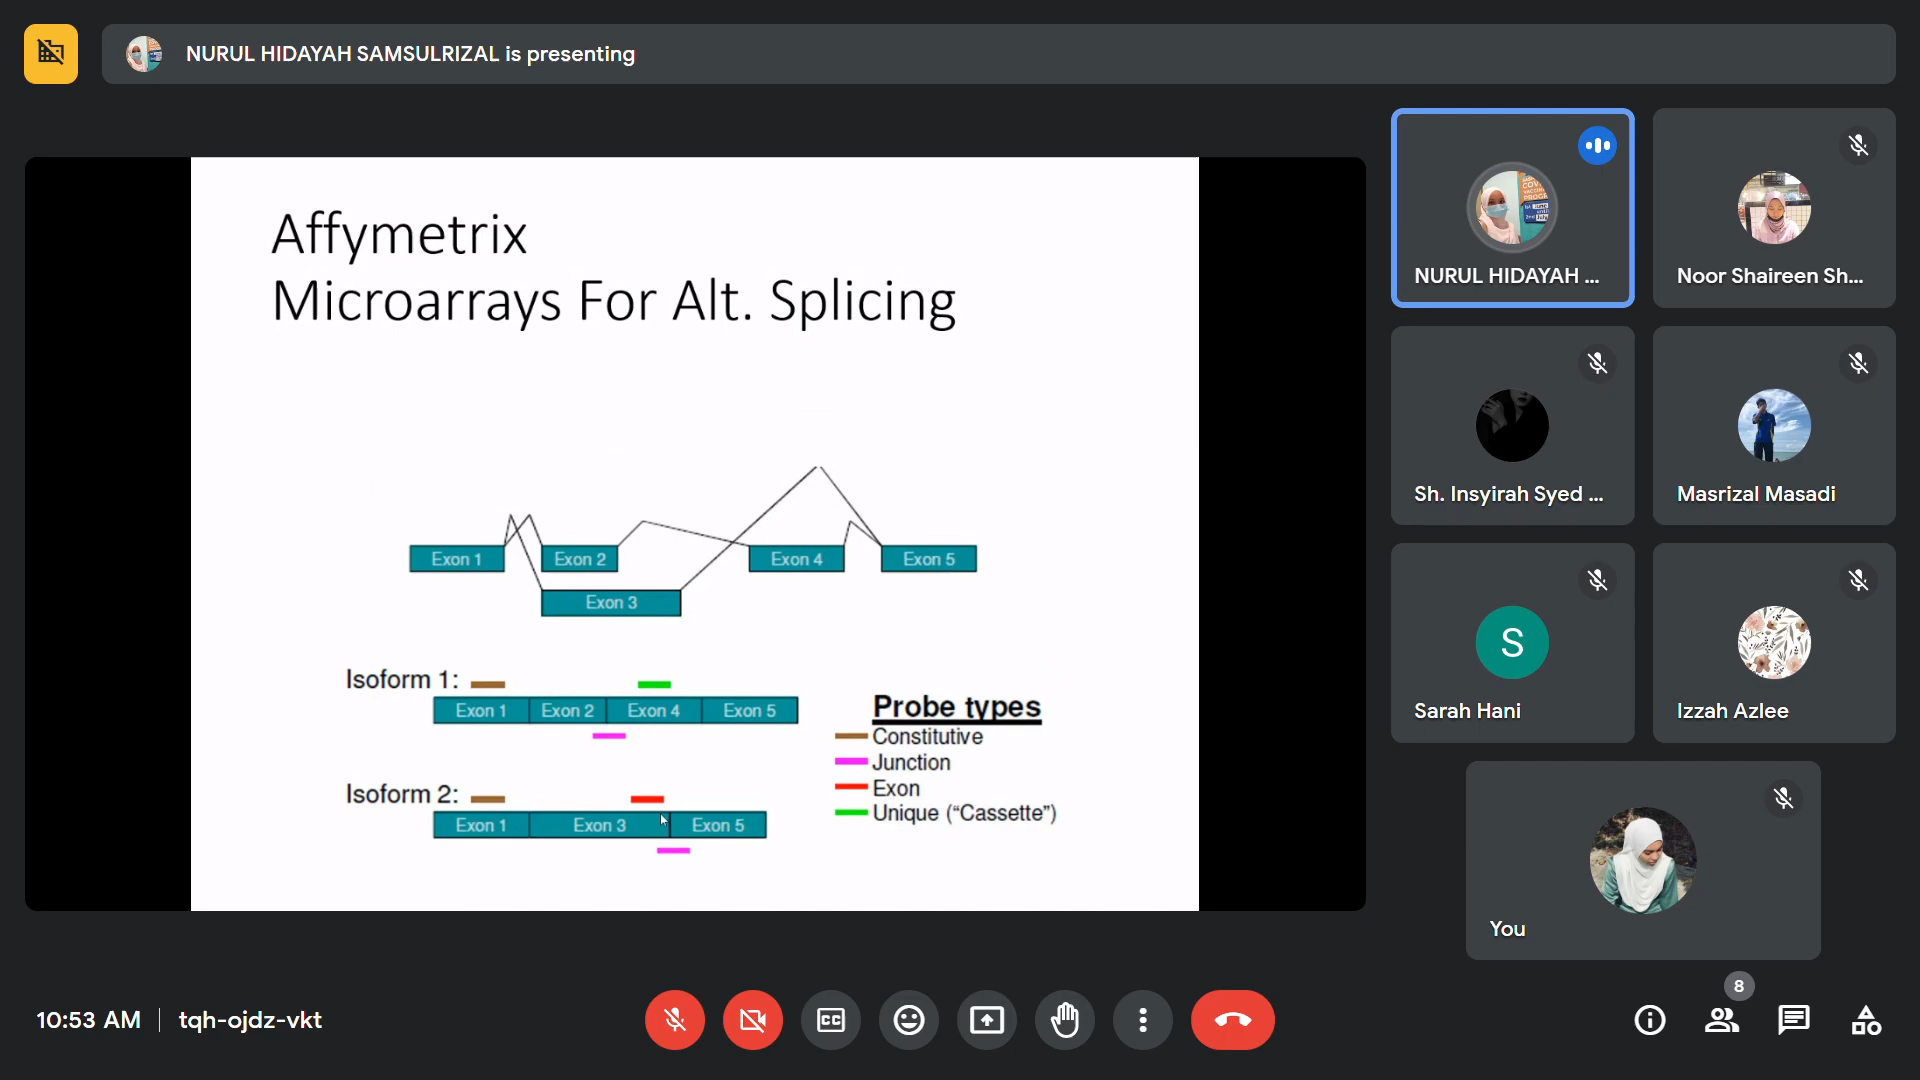 NURUL HIDAYAH SAMSULRIZAL is presenting
Affymetrix
Microarrays For Alt. Splicing
Exon 1
Exon 2
Exon 4
Exon 5
Exon 3
Isoform 1:
Exon 1
Exon 2
Exon 4
Exon 5
Isoform 2:
Exon 1
Exon 3
Exon 5
Probe types
Constitutive
Junction
Exon
Unique ("Cassette")
NURUL HIDAYAH ...
Noor Shaireen Sh...
Sh. Insyirah Syed ...
Masrizal Masadi
S
Sarah Hani
Izzah Azlee
You
10:53 AM | tqh-ojdz-vkt
CC
8